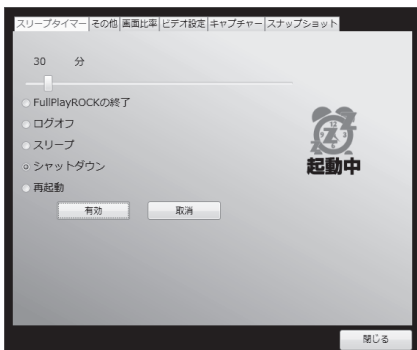 スリープタイマー その他 画面比率 ビデオ設定 キャプチャー スナップショット
30 分
FullPlayROCKの終了
ログオフ
スリープ
シャットダウン
再起動
起動中
有効 取消
閉じる